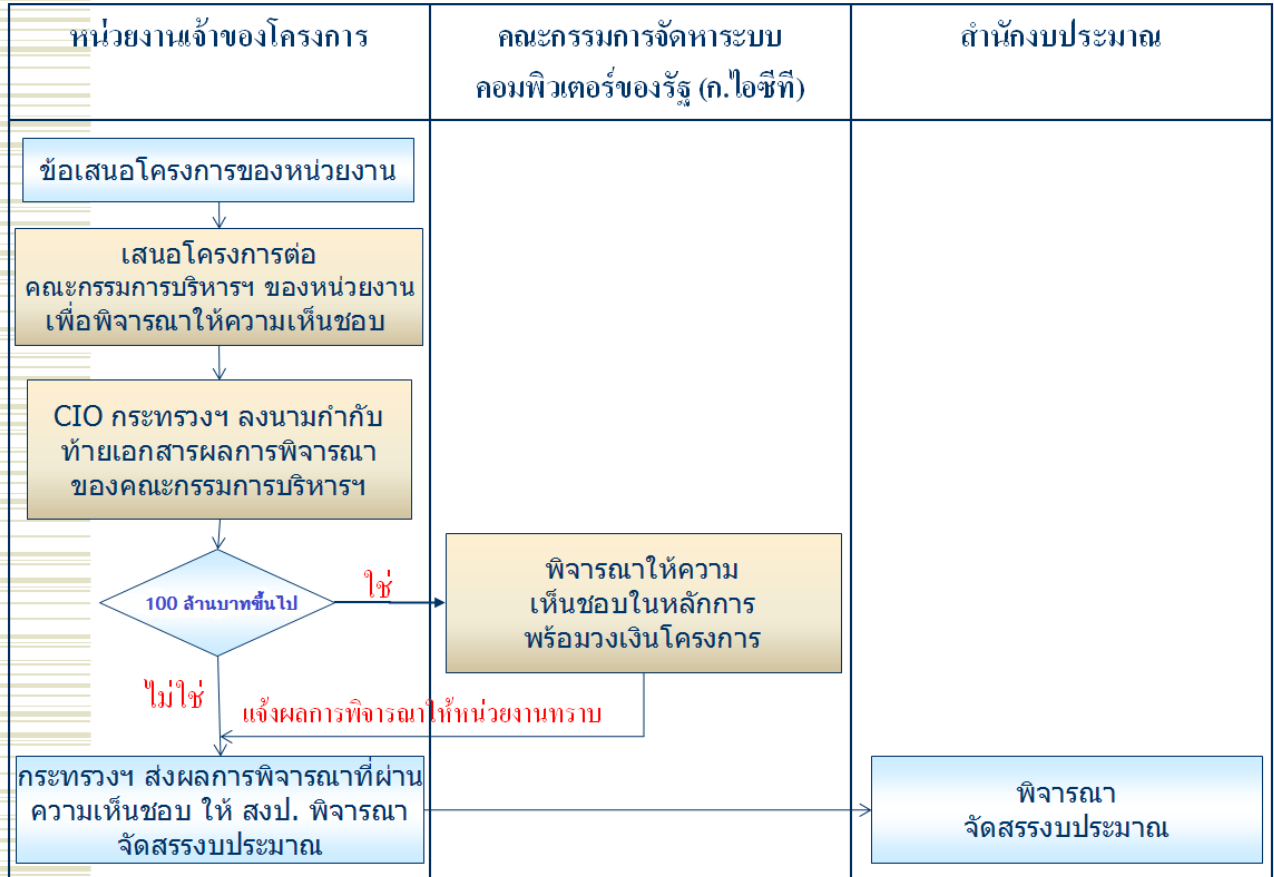 หน่วยงานเจ้าของโครงการ
คณะกรรมการจัดหาระบบ
คอมพิวเตอร์ของรัฐ (ก.ไอซีที)
สำนักงบประมาณ
ข้อเสนอโครงการของหน่วยงาน
เสนอโครงการต่อ
คณะกรรมการบริหารฯ ของหน่วยงาน
เพื่อพิจารณาให้ความเห็นชอบ
CIO กระทรวงฯ ลงนามกำกับ
ท้ายเอกสารผลการพิจารณา
ของคณะกรรมการบริหารฯ
100 ล้านบาทขึ้นไป
ใช่
พิจารณาให้ความ
เห็นชอบในหลักการ
พร้อมวงเงินโครงการ
ไม่ใช่
แจ้งผลการพิจารณาให้หน่วยงานทราบ
กระทรวงฯ ส่งผลการพิจารณาที่ผ่าน
ความเห็นชอบ ให้ สงป. พิจารณา
จัดสรรงบประมาณ
พิจารณา
จัดสรรงบประมาณ